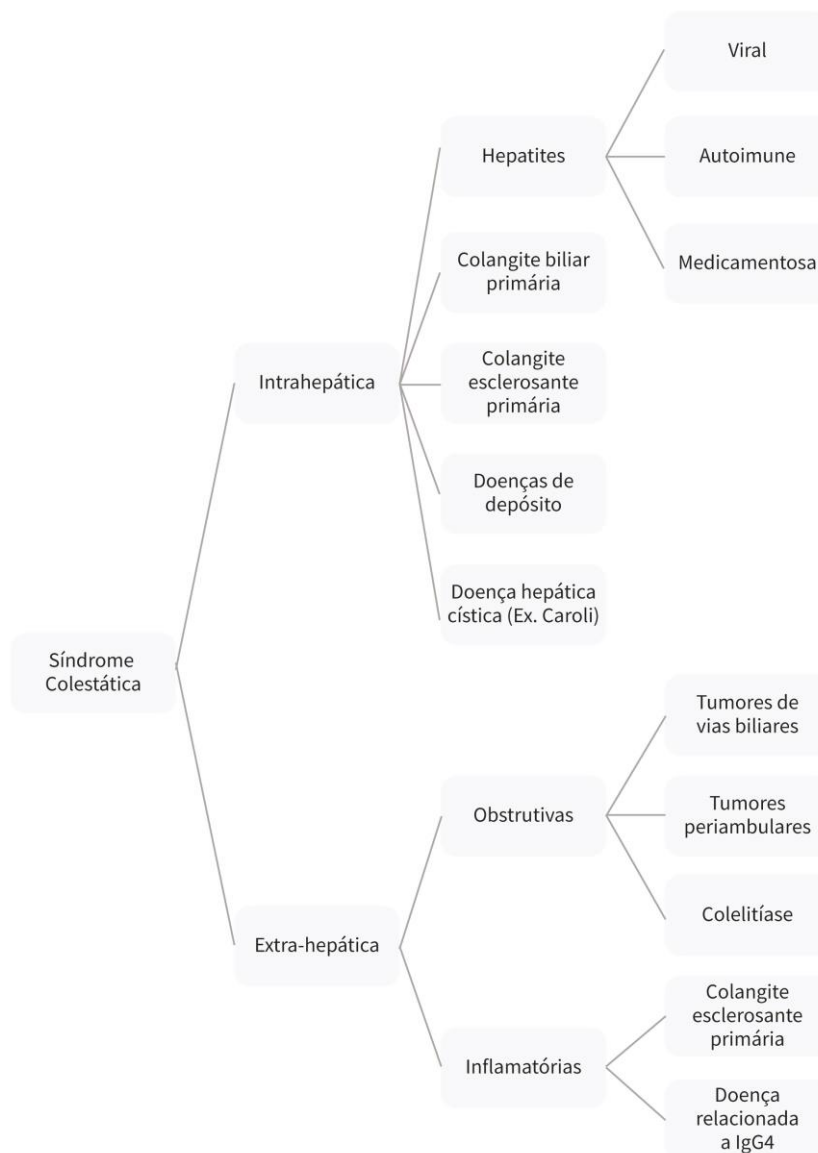 Síndrome
Colestática
Intrahepática
Hepatites
Viral
Autoimune
Medicamentosa
Colangite biliar
primária
Colangite
esclerosante
primária
Doenças de
depósito
Doença hepática
cística (Ex. Caroli)
Extra-hepática
Obstrutivas
Tumores de
vias biliares
Tumores
periambulares
Colelitíase
Inflamatórias
Colangite
esclerosante
primária
Doença
relacionada
a IgG4